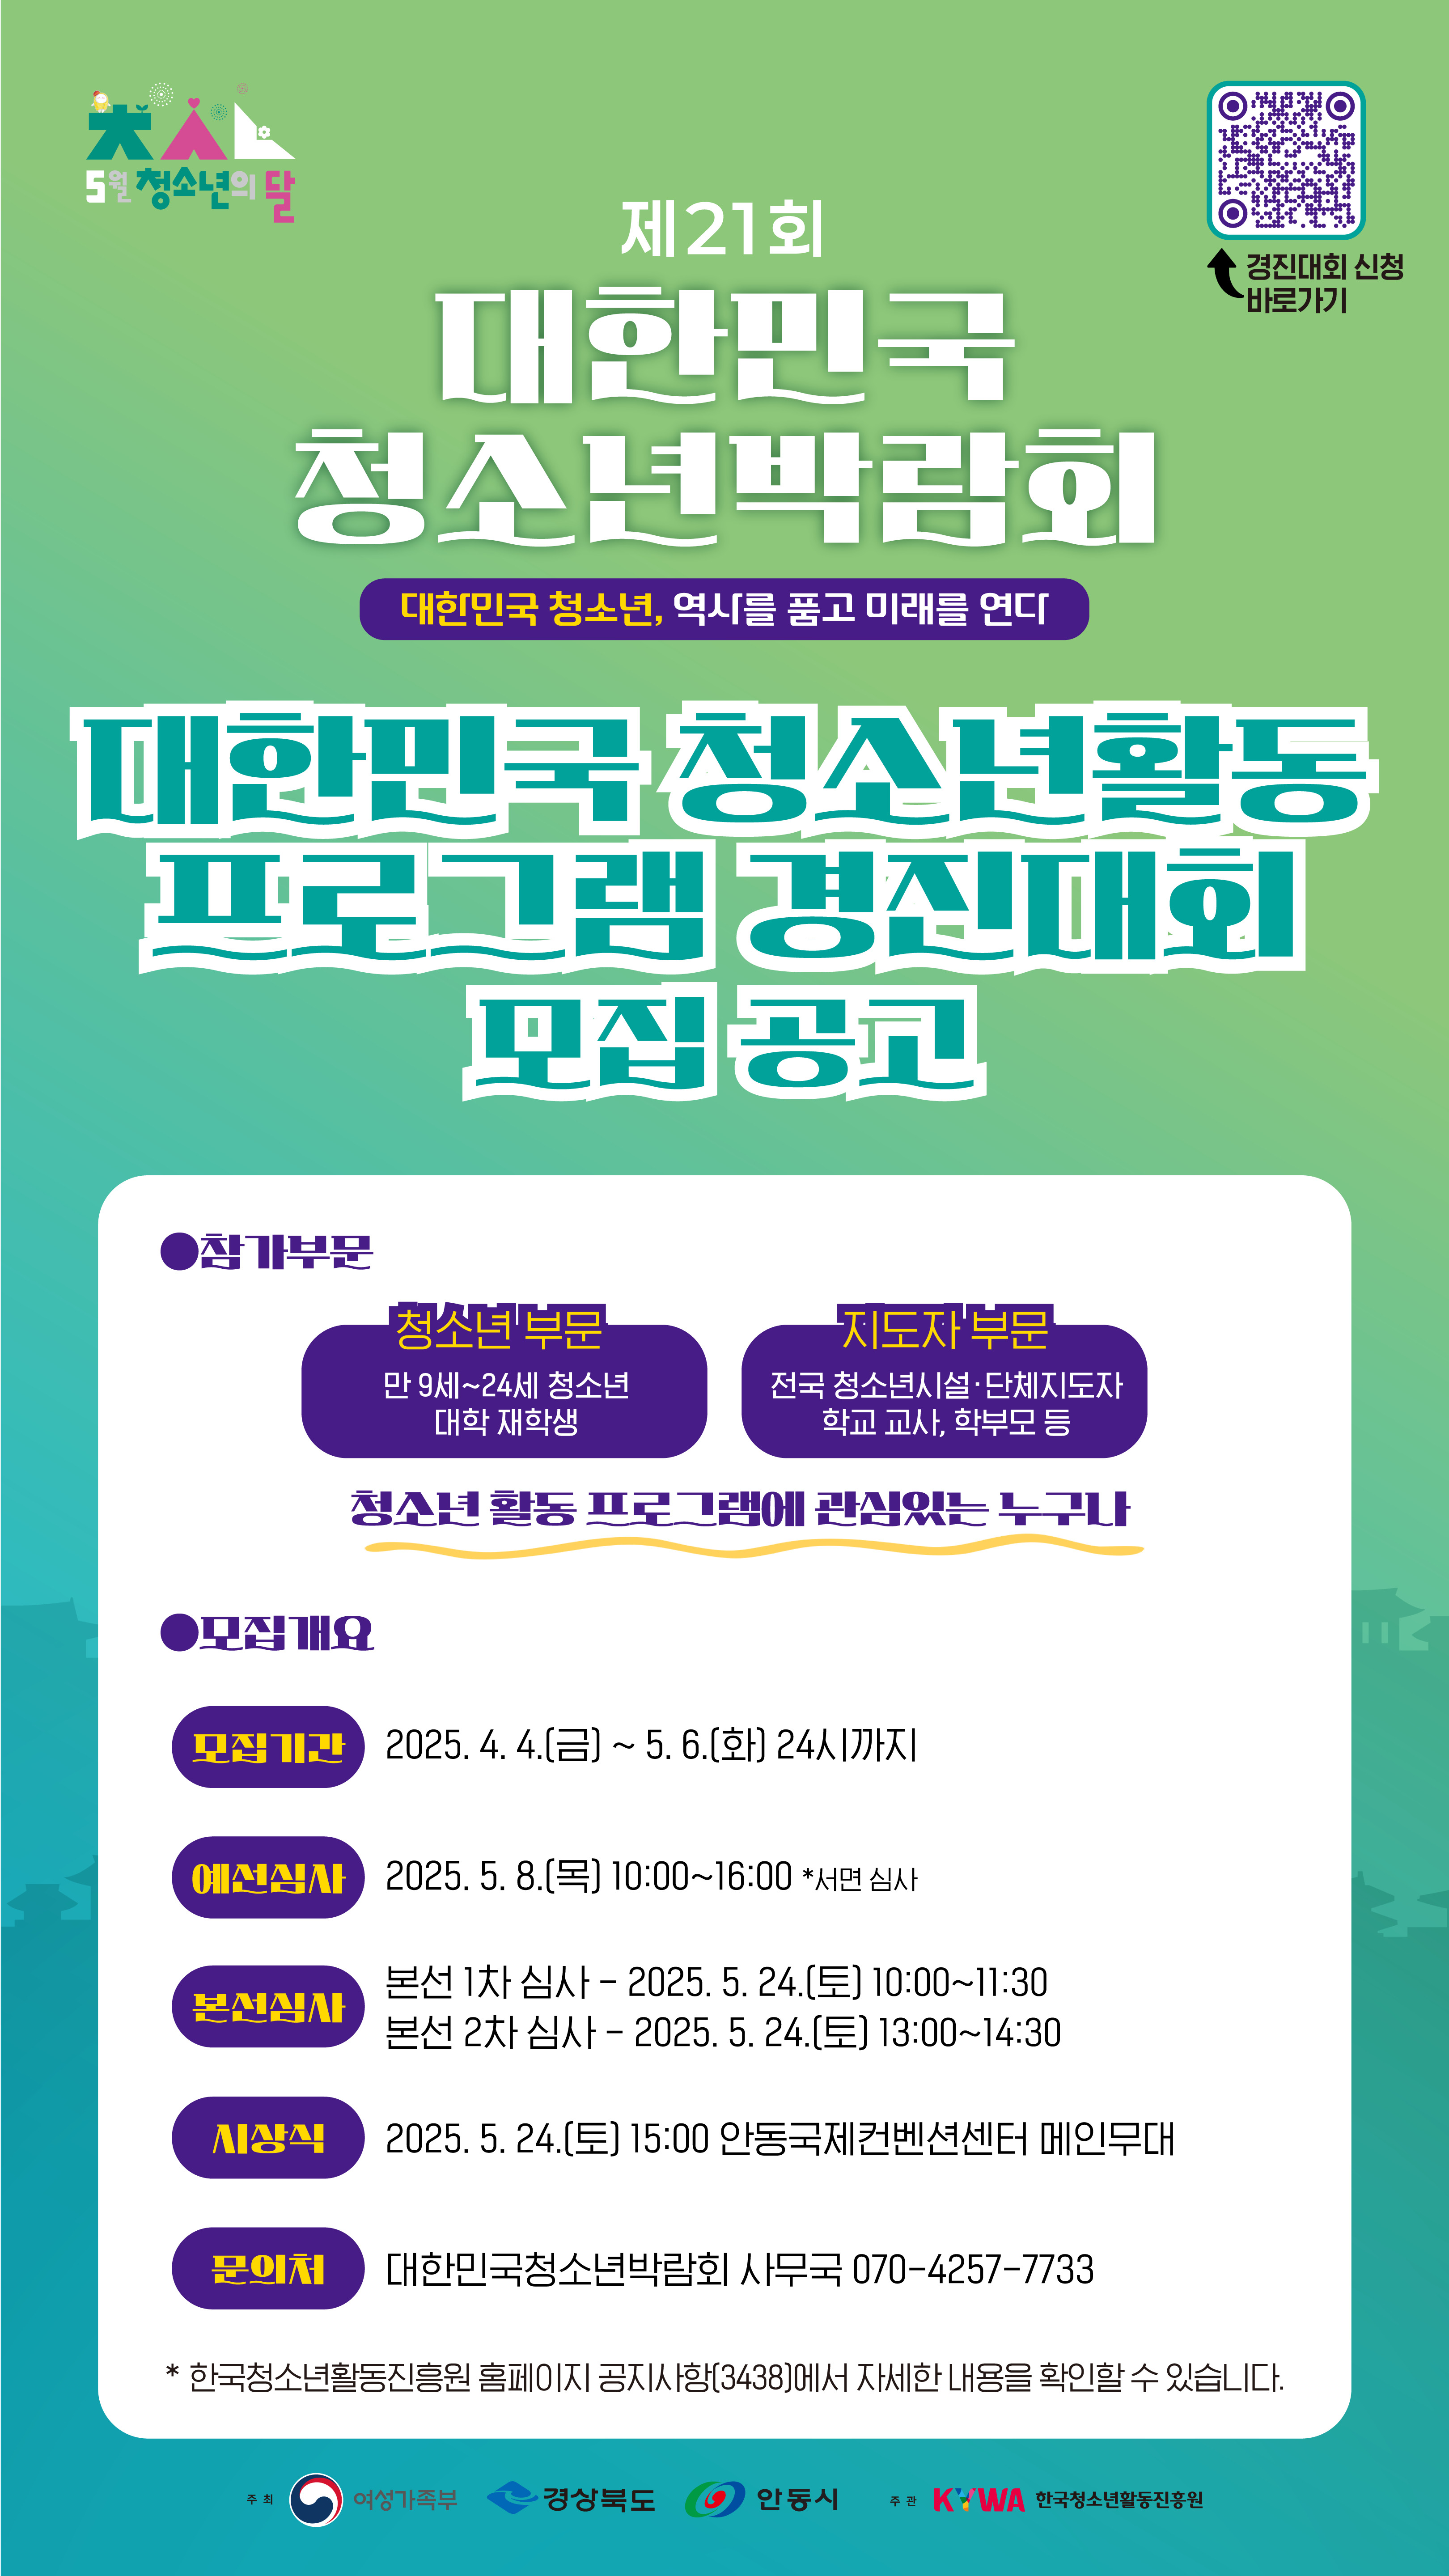 청소년
5월 청소년의 달
경진대회 신청
바로가기
제21회
대한민국
청소년박람회
대한민국 청소년, 역사를 품고 미래를 연다
대한민국 청소년활동
프로그램 경진대회
모집 공고
●참가부문
청소년 부문
만 9세~24세 청소년
대학 재학생
지도자 부문
전국 청소년시설·단체지도자
학교 교사, 학부모 등
청소년 활동 프로그램에 관심있는 누구나
●모집개요
모집기간
2025. 4. 4.(금) ~ 5. 6.(화) 24시까지
예선심사
2025. 5. 8.(목) 10:00~16:00 *서면 심사
본선심사
본선 1차 심사 - 2025. 5. 24.(토) 10:00~11:30
본선 2차 심사 - 2025. 5. 24.(토) 13:00~14:30
시상식
2025. 5. 24.(토) 15:00 안동국제컨벤션센터 메인무대
문의처
대한민국청소년박람회 사무국 070-4257-7733
* 한국청소년활동진흥원 홈페이지 공지사항(3438)에서 자세한 내용을 확인할 수 있습니다.
주최 여성가족부 경상북도 안동시 주관 KYWA 한국청소년활동진흥원